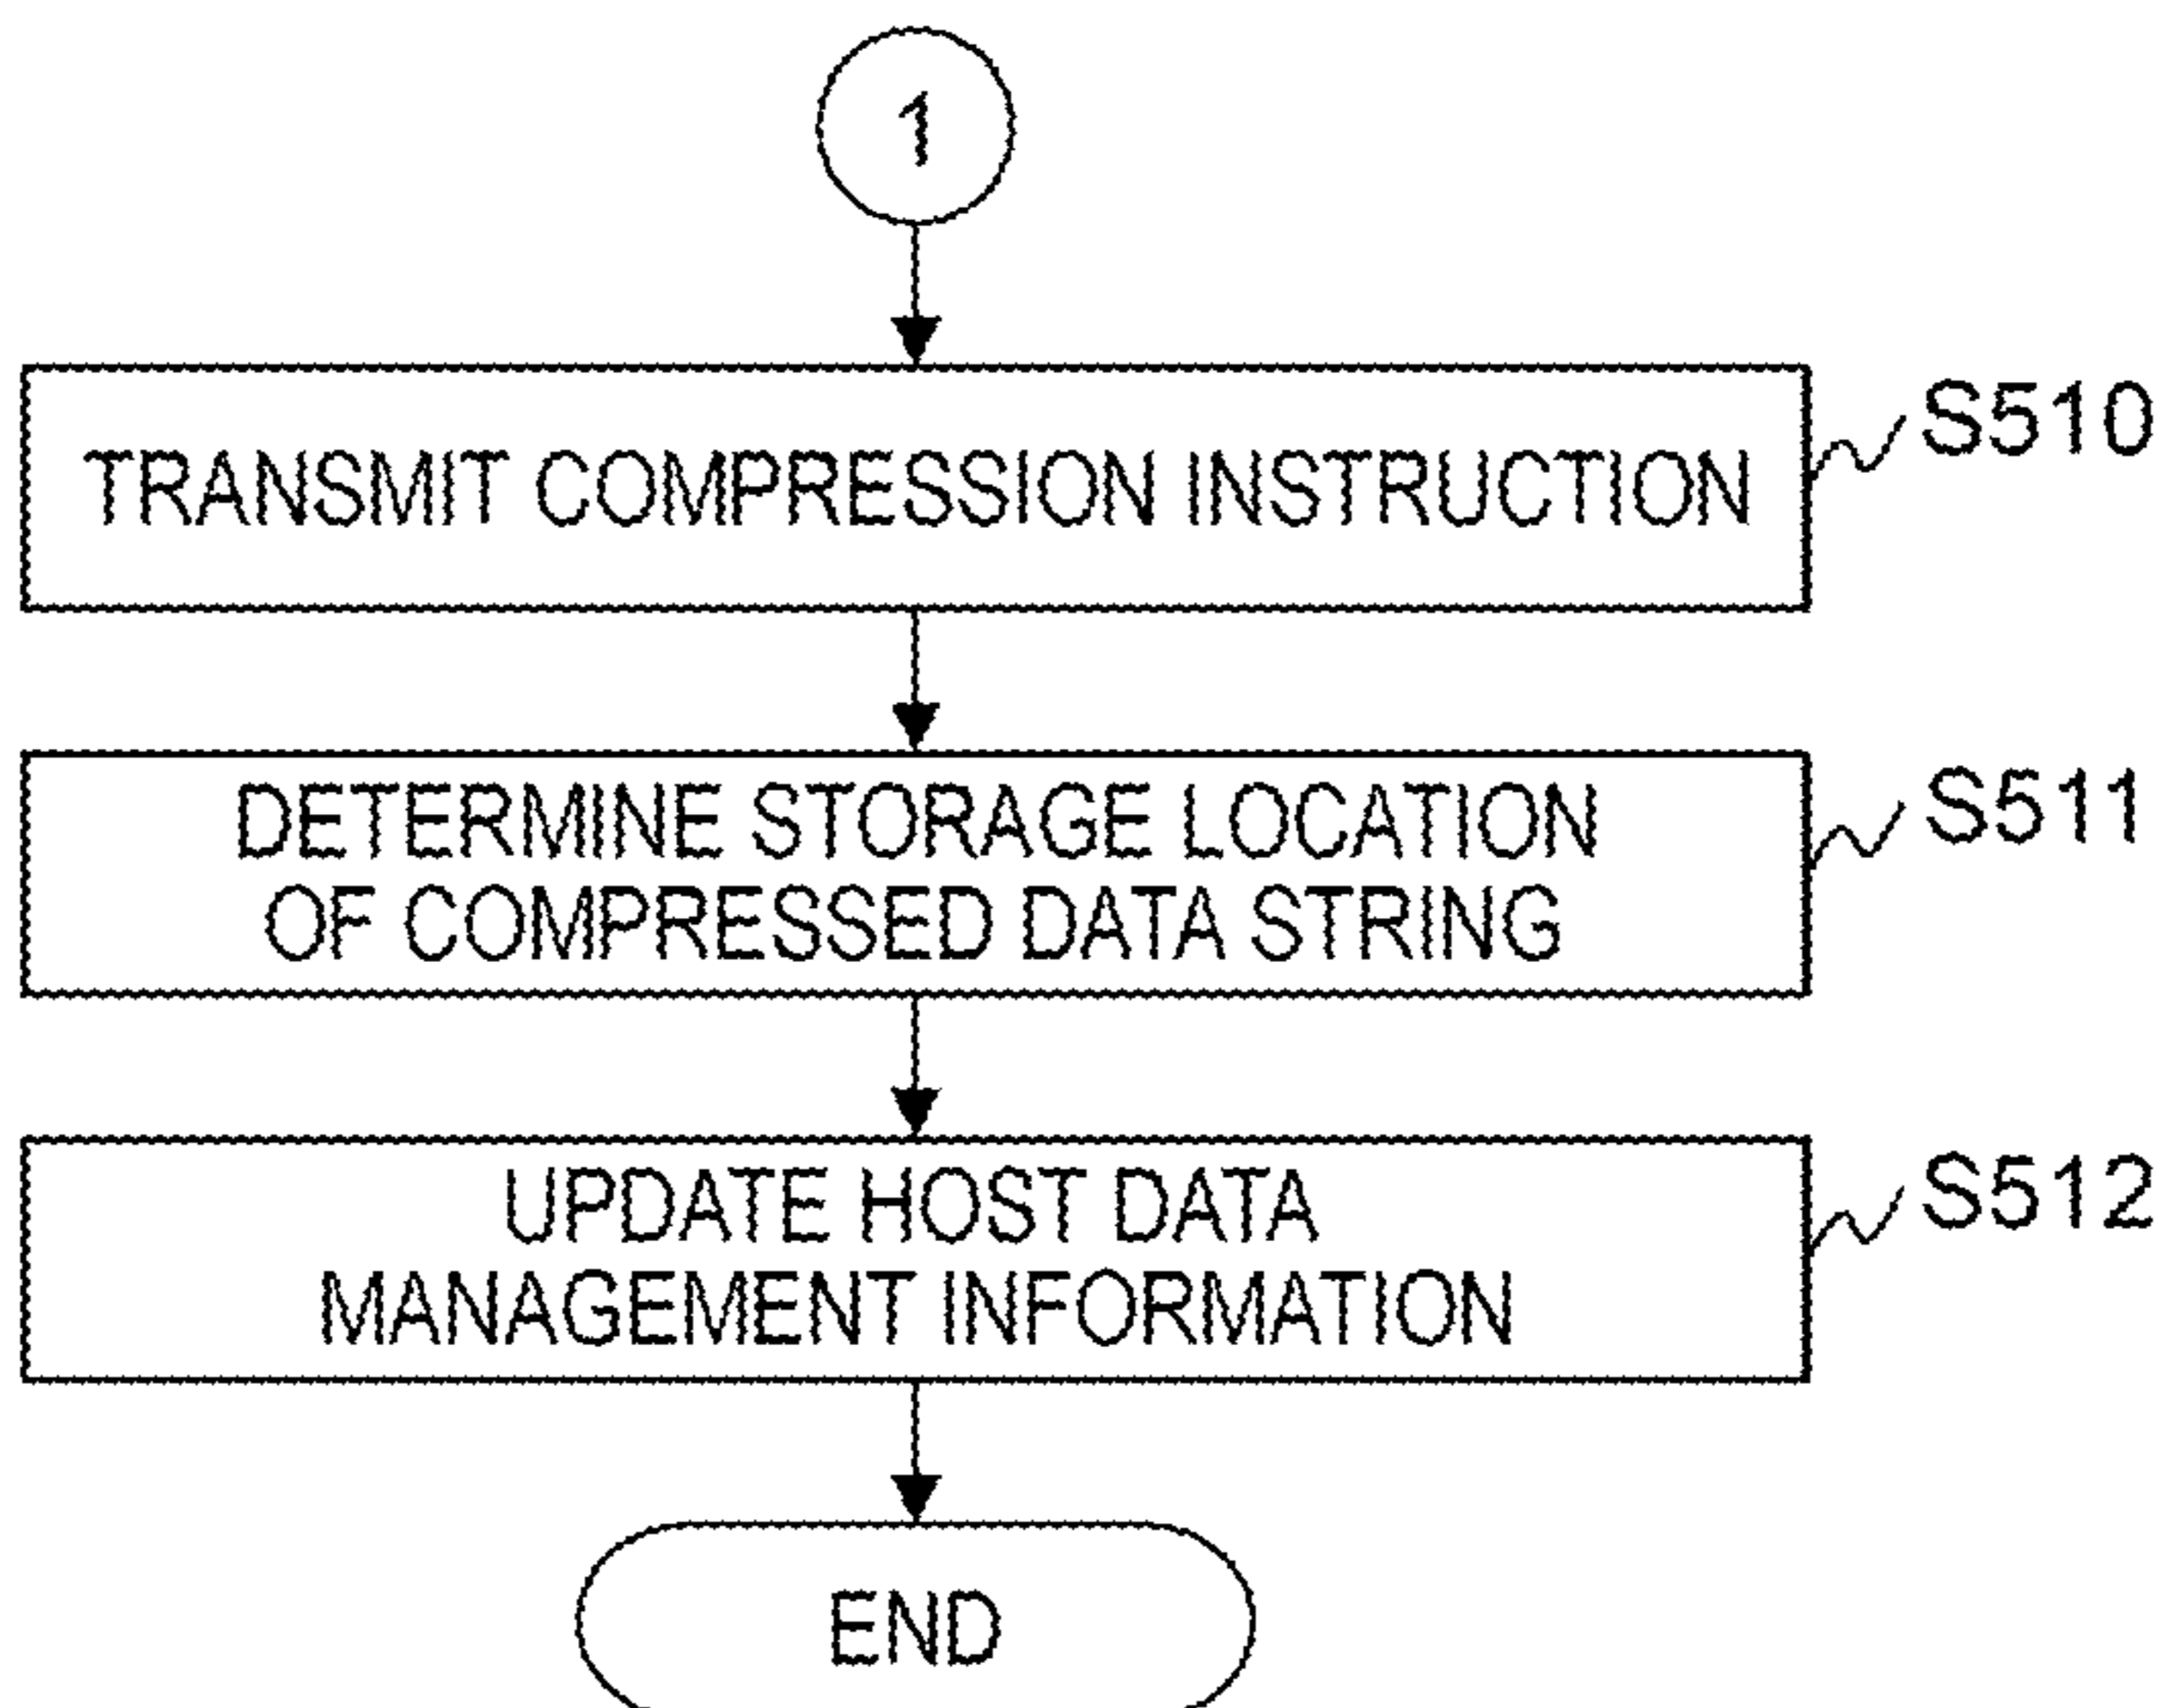 1
TRANSMIT COMPRESSION INSTRUCTION
S510
DETERMINE STORAGE LOCATION
OF COMPRESSED DATA STRING
S511
UPDATE HOST DATA
MANAGEMENT INFORMATION
S512
END